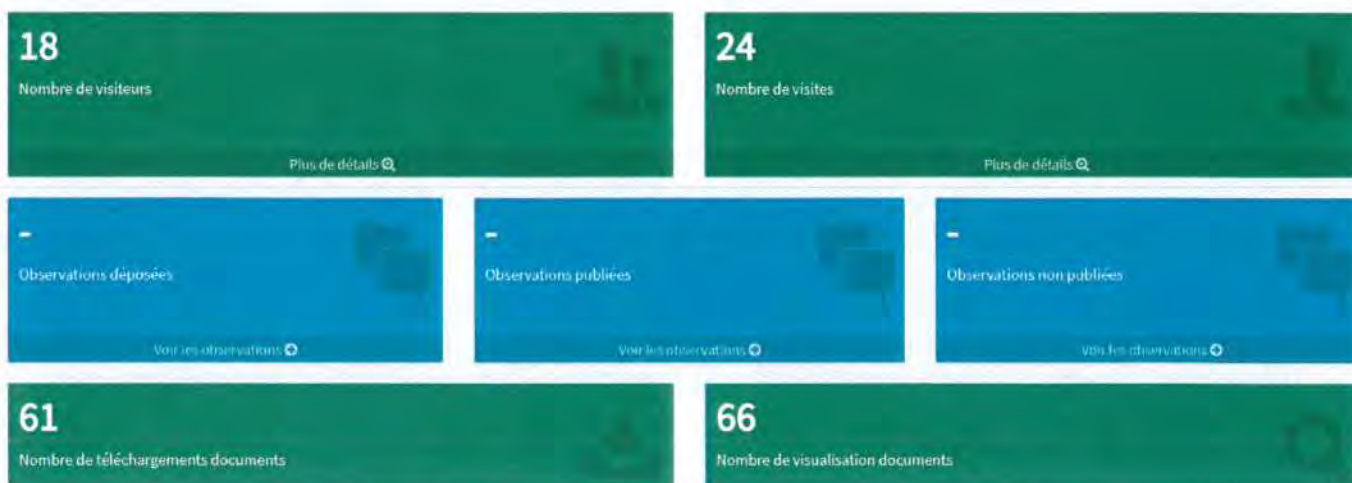 18
Nombre de visiteurs
Plus de détails
24
Nombre de visites
Plus de détails
-
Observations déposées
Voir les observations
-
Observations publiées
Voir les observations
-
Observations non publiées
Voir les observations
61
Nombre de téléchargements documents
66
Nombre de visualisation documents